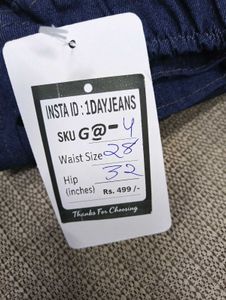 INSTA ID : 1DAYJEANS
SKU G@-4
Waist Size 28
Hip 32
(inches) Rs. 499 /-
Thanks For Choosing